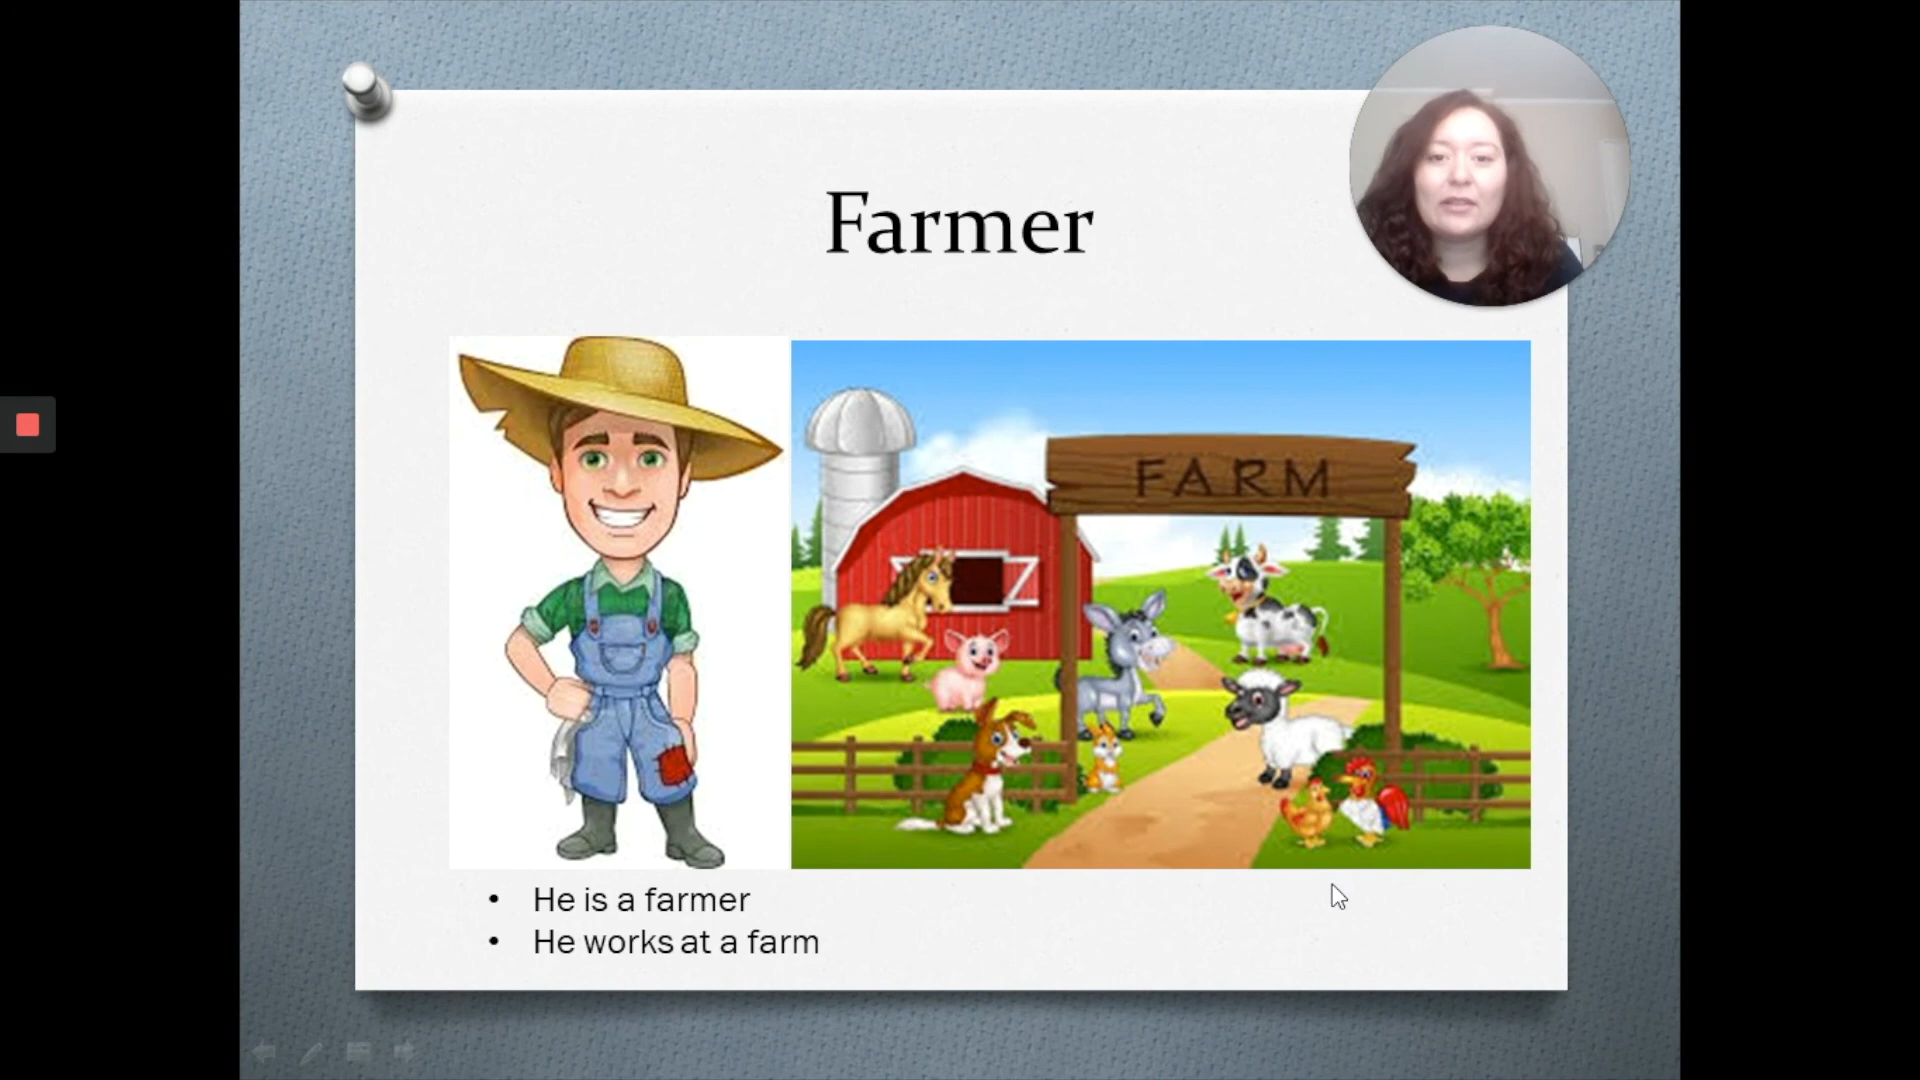 Farmer
FARM
• He is a farmer
• He works at a farm